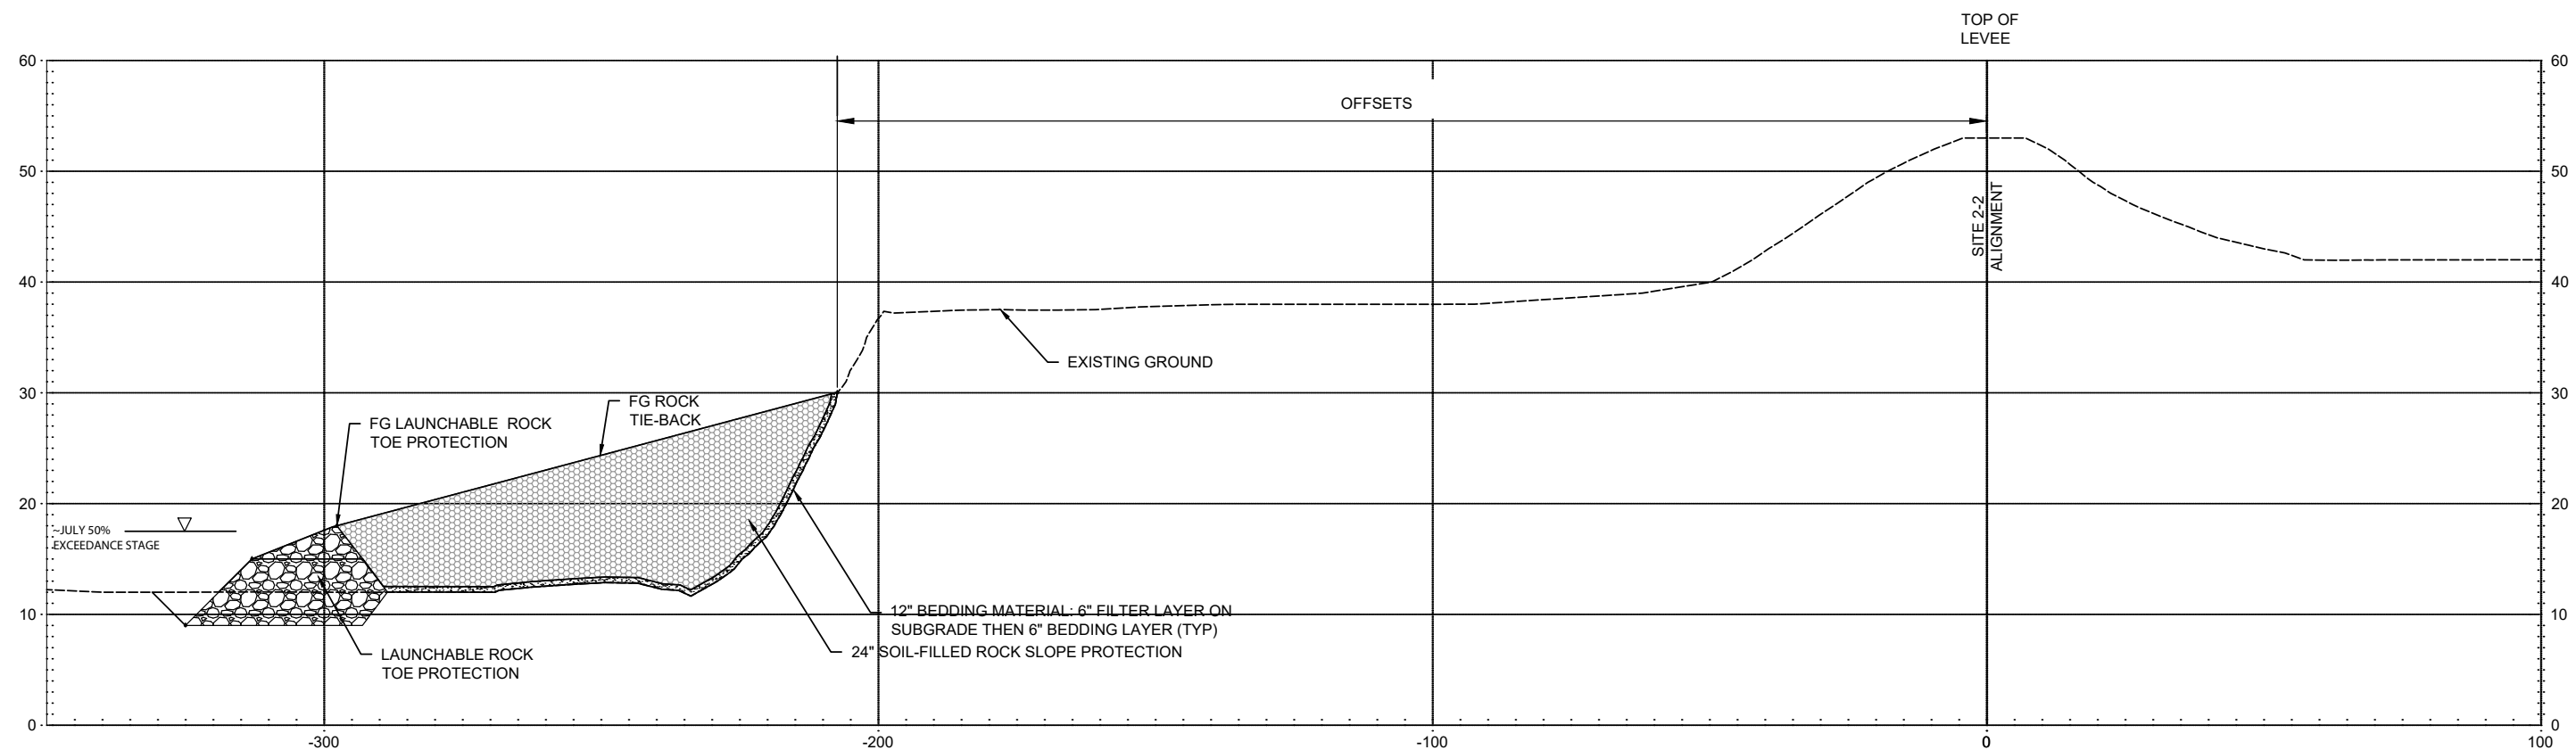 TOP OF
LEVEE
60
60
OFFSETS
50
50
SITE 2-2
ALIGNMENT
40
40
EXISTING GROUND
30
30
FG ROCK
TIE-BACK
FG LAUNCHABLE ROCK
TOE PROTECTION
20
20
~JULY 50%
EXCEEDANCE STAGE
10
10
12" BEDDING MATERIAL: 6" FILTER LAYER ON
SUBGRADE THEN 6" BEDDING LAYER (TYP)
24" SOIL-FILLED ROCK SLOPE PROTECTION
LAUNCHABLE ROCK
TOE PROTECTION
0
0
-300
-200
-100
0
100